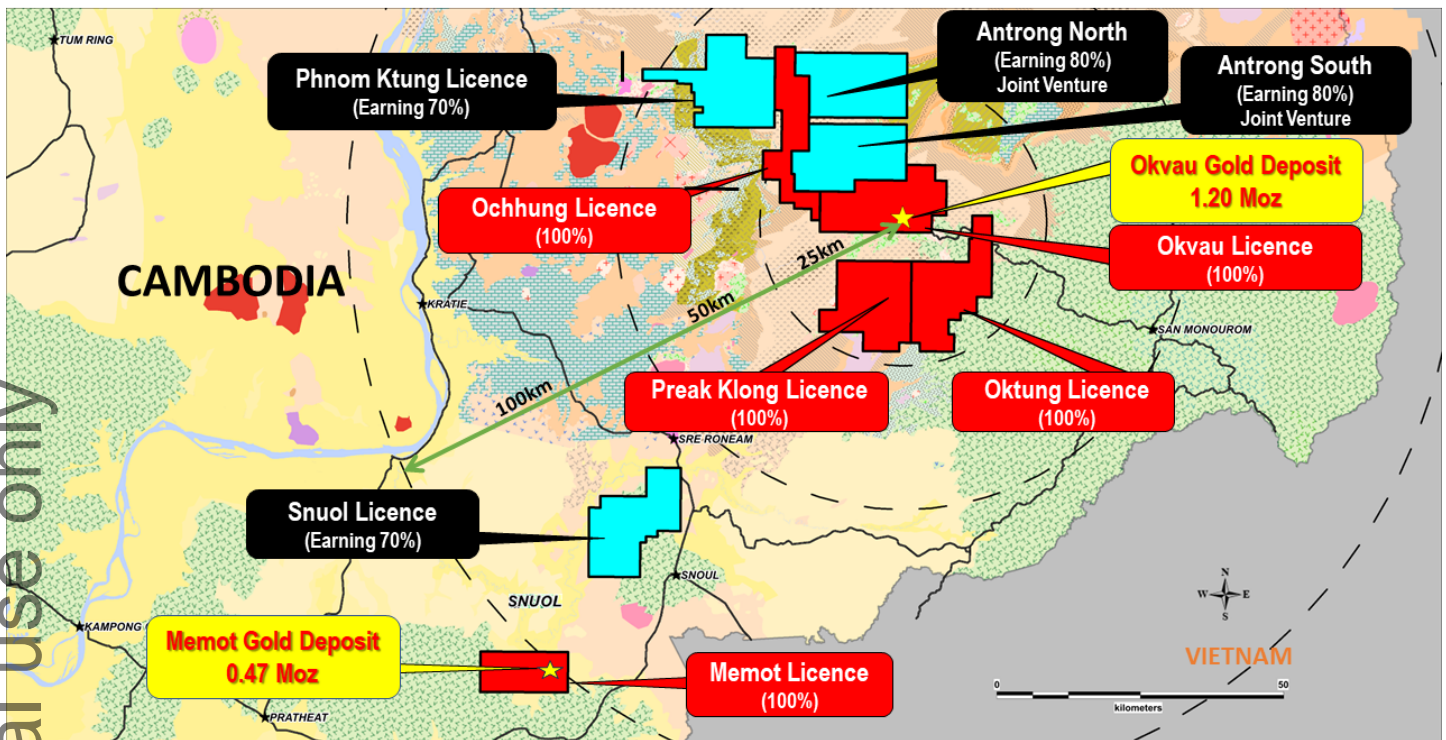 TUM RING
Phnom Ktung Licence
(Earning 70%)
Antrong North
(Earning 80%)
Joint Venture
Antrong South
(Earning 80%)
Joint Venture
Okvau Gold Deposit
1.20 Moz
Ochhung Licence
(100%)
Okvau Licence
(100%)
CAMBODIA
KRATIE
25km
50km
100km
SAN MONOUROM
Preak Klong Licence
(100%)
Oktung Licence
(100%)
SRE RONEAM
Snuol Licence
(Earning 70%)
SNOUL
SNUOL
KAMPONG
Memot Gold Deposit
0.47 Moz
Memot Licence
(100%)
PRATHEAT
N
W E
S
VIETNAM
0 50
kilometers
al use only